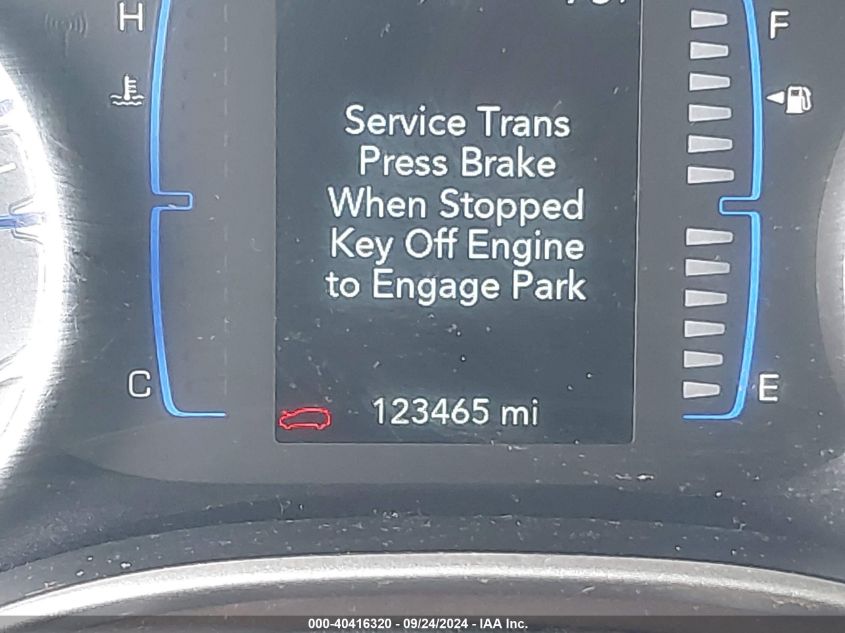 H
F
Service Trans
Press Brake
When Stopped
Key Off Engine
to Engage Park
C
E
123465 mi
000-40416320 - 09/24/2024 - IAA Inc.